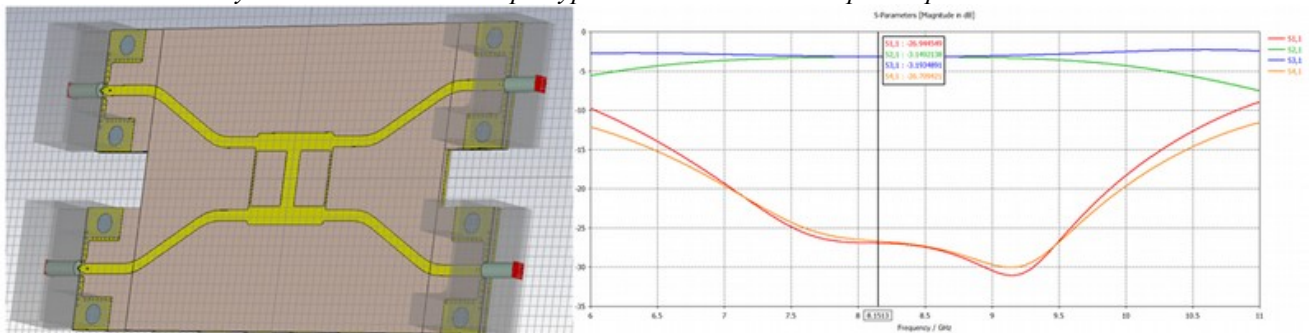 S-Parameters [Magnitude in dB]
S1,1 : -26.944549
S2,1 : -3.1492138
S3,1 : -3.1934891
S4,1 : -26.709421
S1,1
S2,1
S3,1
S4,1
0
-5
-10
-15
-20
-25
-30
-35
6
6.5
7
7.5
8
8.1513
8.5
9
9.5
10
10.5
11
Frequency / GHz